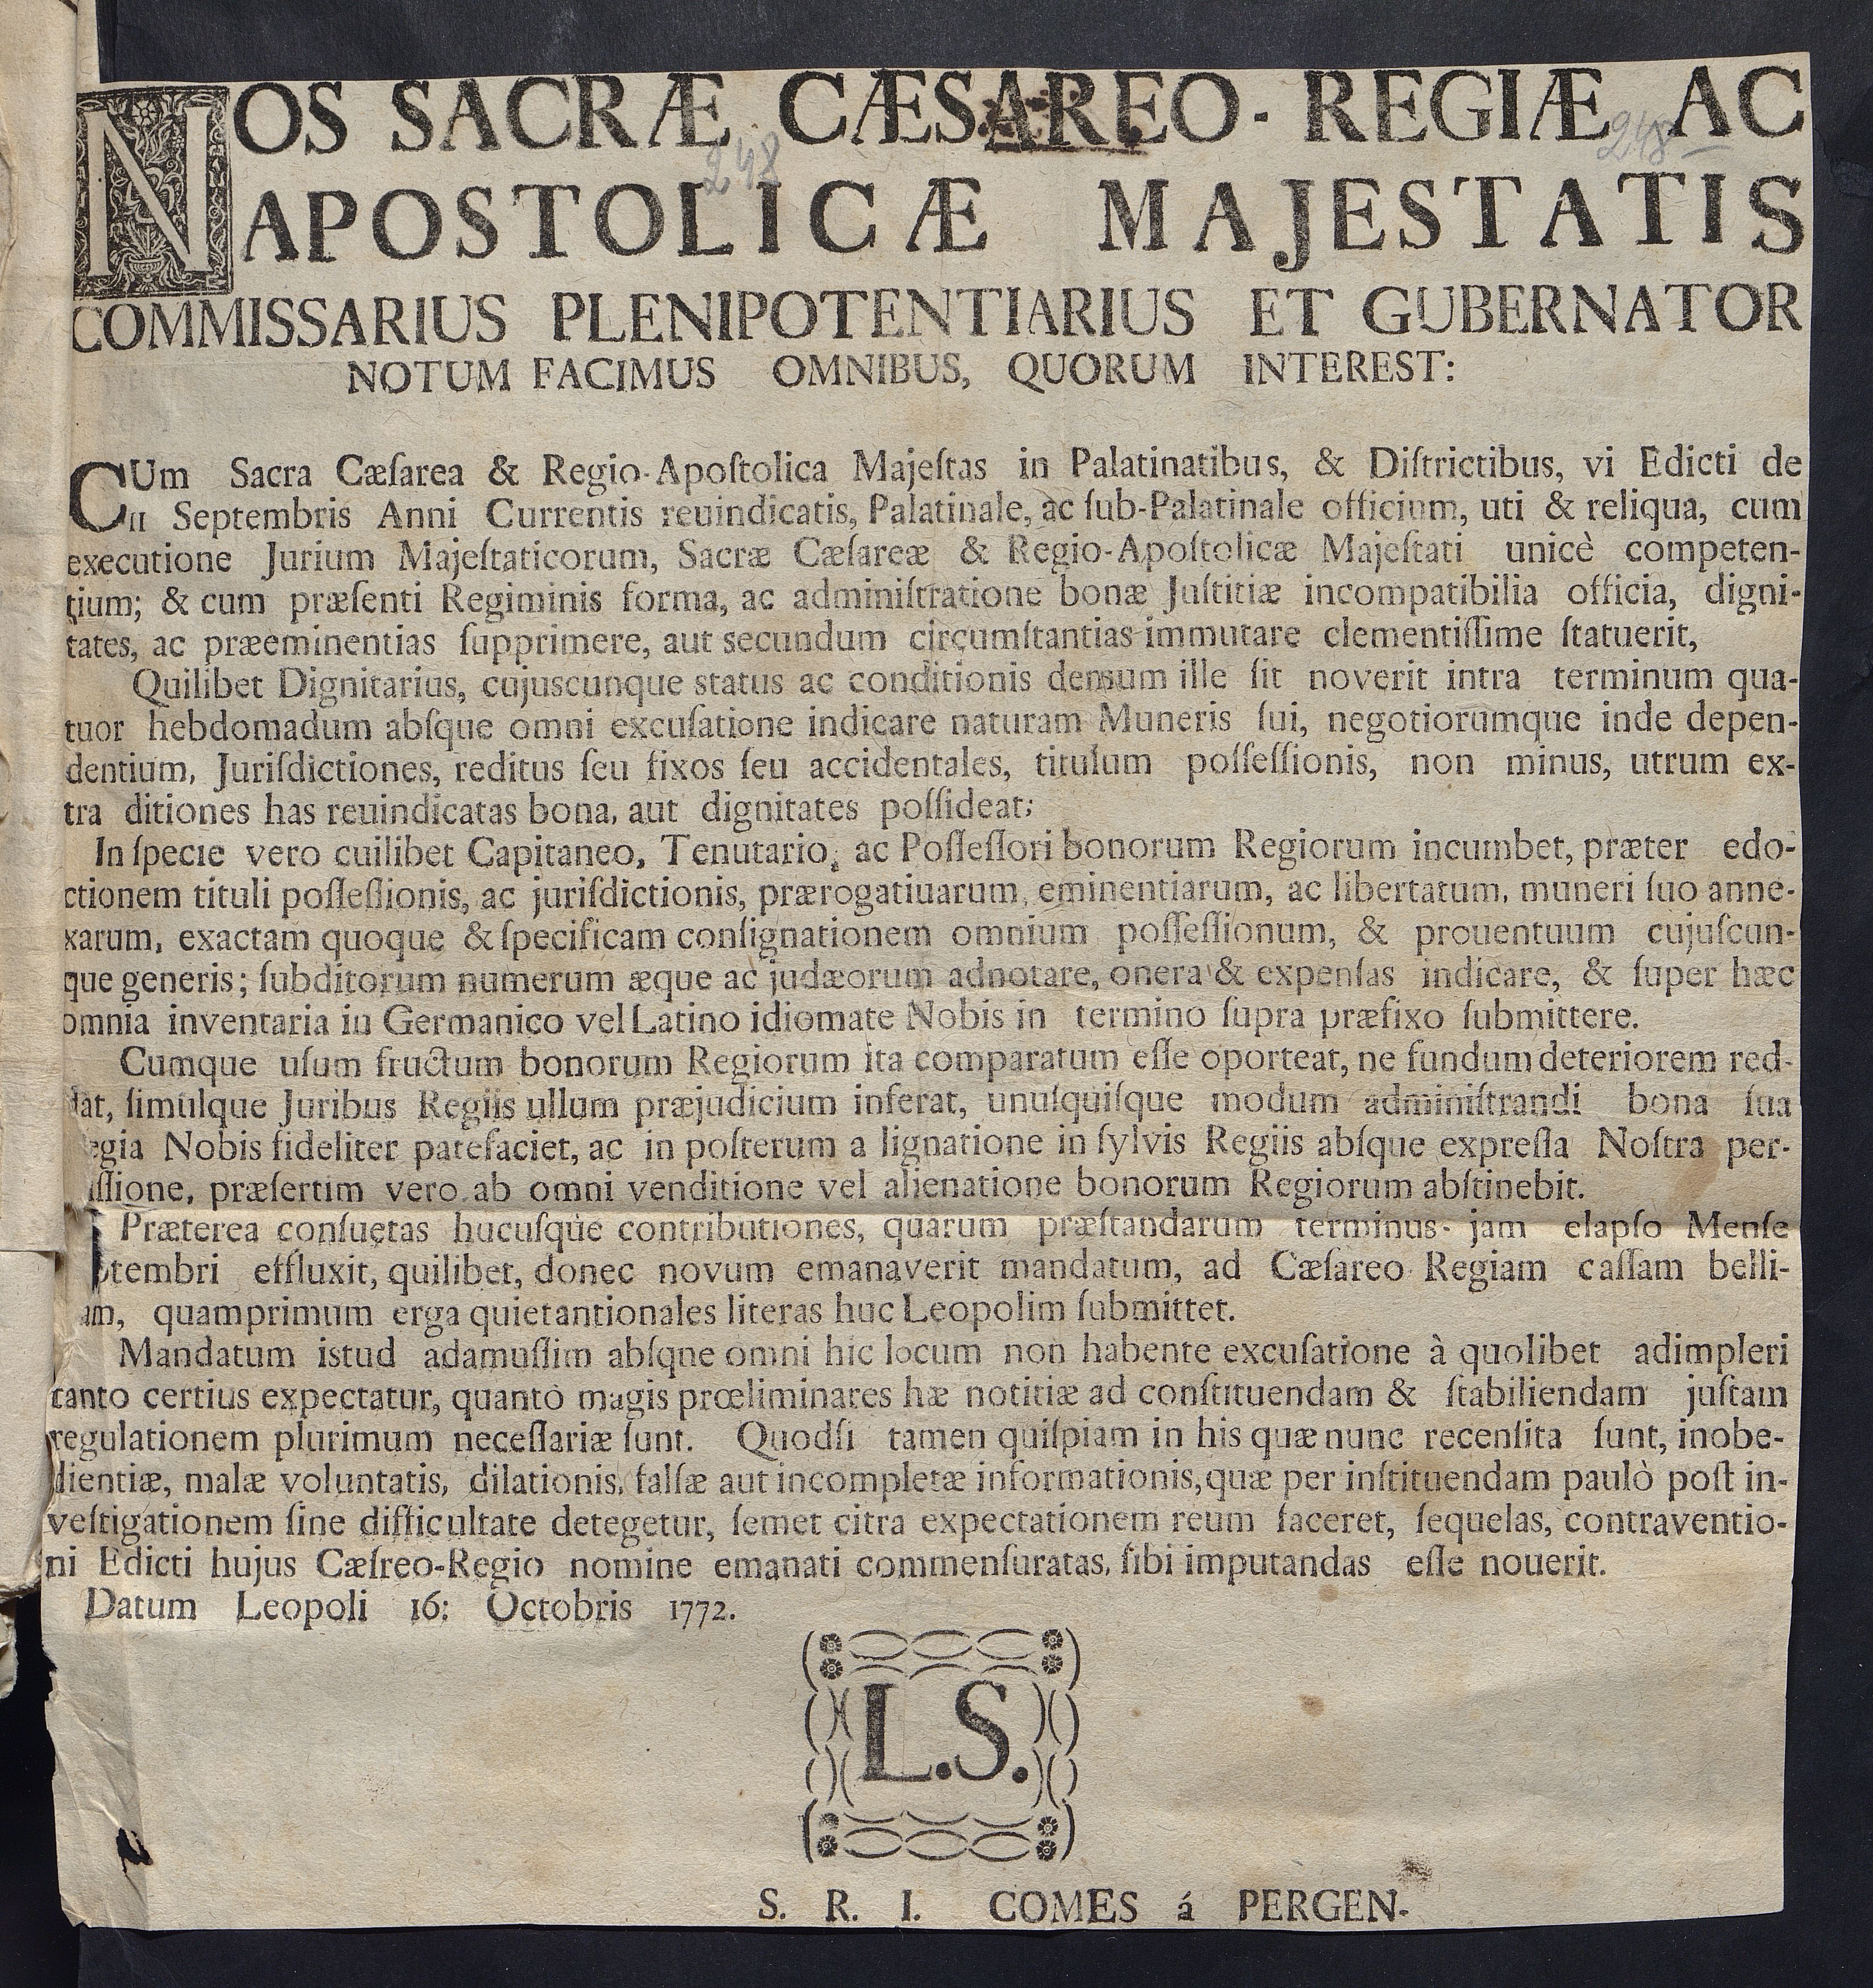 NOS SACRÆ CÆSAREO-REGIÆ AC
248 248
APOSTOLICÆ MAJESTATIS
COMMISSARIUS PLENIPOTENTIARIUS ET GUBERNATOR
NOTUM FACIMUS OMNIBUS, QUORUM INTEREST:
CUm Sacra Cæſarea & Regio-Apoſtolica Majeſtas in Palatinatibus, & Diſtrictibus, vi Edicti de
11 Septembris Anni Currentis reuindicatis, Palatinale, ac ſub-Palatinale officium, uti & reliqua, cum
executione Jurium Majeſtaticorum, Sacræ Cæſareæ & Regio-Apoſtolicæ Majeſtati unicè competen-
tium; & cum præſenti Regiminis forma, ac adminiſtratione bonæ Juſtitiæ incompatibilia officia, digni-
tates, ac præeminentias ſupprimere, aut secundum circumſtantias immutare clementiſſime ſtatuerit,
Quilibet Dignitarius, cujuscunque status ac conditionis demum ille ſit noverit intra terminum qua-
tuor hebdomadum abſque omni excuſatione indicare naturam Muneris ſui, negotiorumque inde depen-
dentium, Juriſdictiones, reditus ſeu fixos ſeu accidentales, titulum poſſeſſionis, non minus, utrum ex-
tra ditiones has reuindicatas bona, aut dignitates poſſideat;
In ſpecie vero cuilibet Capitaneo, Tenutario, ac Poſſeſſori bonorum Regiorum incumbet, præter edo-
ctionem tituli poſſeſſionis, ac juriſdictionis, prærogatiuarum, eminentiarum, ac libertatum, muneri ſuo anne-
xarum, exactam quoque & ſpecificam conſignationem omnium poſſeſſionum, & prouentuum cujuſcun-
que generis; ſubditorum numerum æque ac judæorum adnotare, onera & expenſas indicare, & ſuper hæc
omnia inventaria in Germanico vel Latino idiomate Nobis in termino ſupra præfixo ſubmittere.
Cumque uſum fructum bonorum Regiorum ita comparatum eſſe oporteat, ne fundum deteriorem red-
dat, ſimulque Juribus Regiis ullum præjudicium inferat, unuſquiſque modum adminiſtrandi bona ſua
egia Nobis fideliter patefaciet, ac in poſterum a lignatione in ſylvis Regiis abſque expreſſa Noſtra per-
iſſione, præſertim vero ab omni venditione vel alienatione bonorum Regiorum abſtinebit.
Præterea conſuetas hucuſque contributiones, quarum præſtandarum terminus jam elapſo Menſe
tembri effluxit, quilibet, donec novum emanaverit mandatum, ad Cæſareo-Regiam caſſam belli-
am, quamprimum erga quietantionales literas huc Leopolim ſubmittet.
Mandatum istud adamuſſim abſqne omni hic locum non habente excuſatione à quolibet adimpleri
tanto certius expectatur, quantò magis prœliminares hæ notitiæ ad conſtituendam & ſtabiliendam juſtam
regulationem plurimum neceſſariæ ſunt. Quodſi tamen quiſpiam in his quæ nunc recenſita ſunt, inobe-
dientiæ, malæ voluntatis, dilationis, falſæ aut incompletæ informationis, quæ per inſtituendam paulò poſt in-
veſtigationem ſine difficultate detegetur, ſemet citra expectationem reum faceret, ſequelas, contraventio-
ni Edicti hujus Cæſreo-Regio nomine emanati commenſuratas, ſibi imputandas eſſe nouerit.
Datum Leopoli 16: Octobris 1772.
L.S.
S. R. I. COMES á PERGEN.